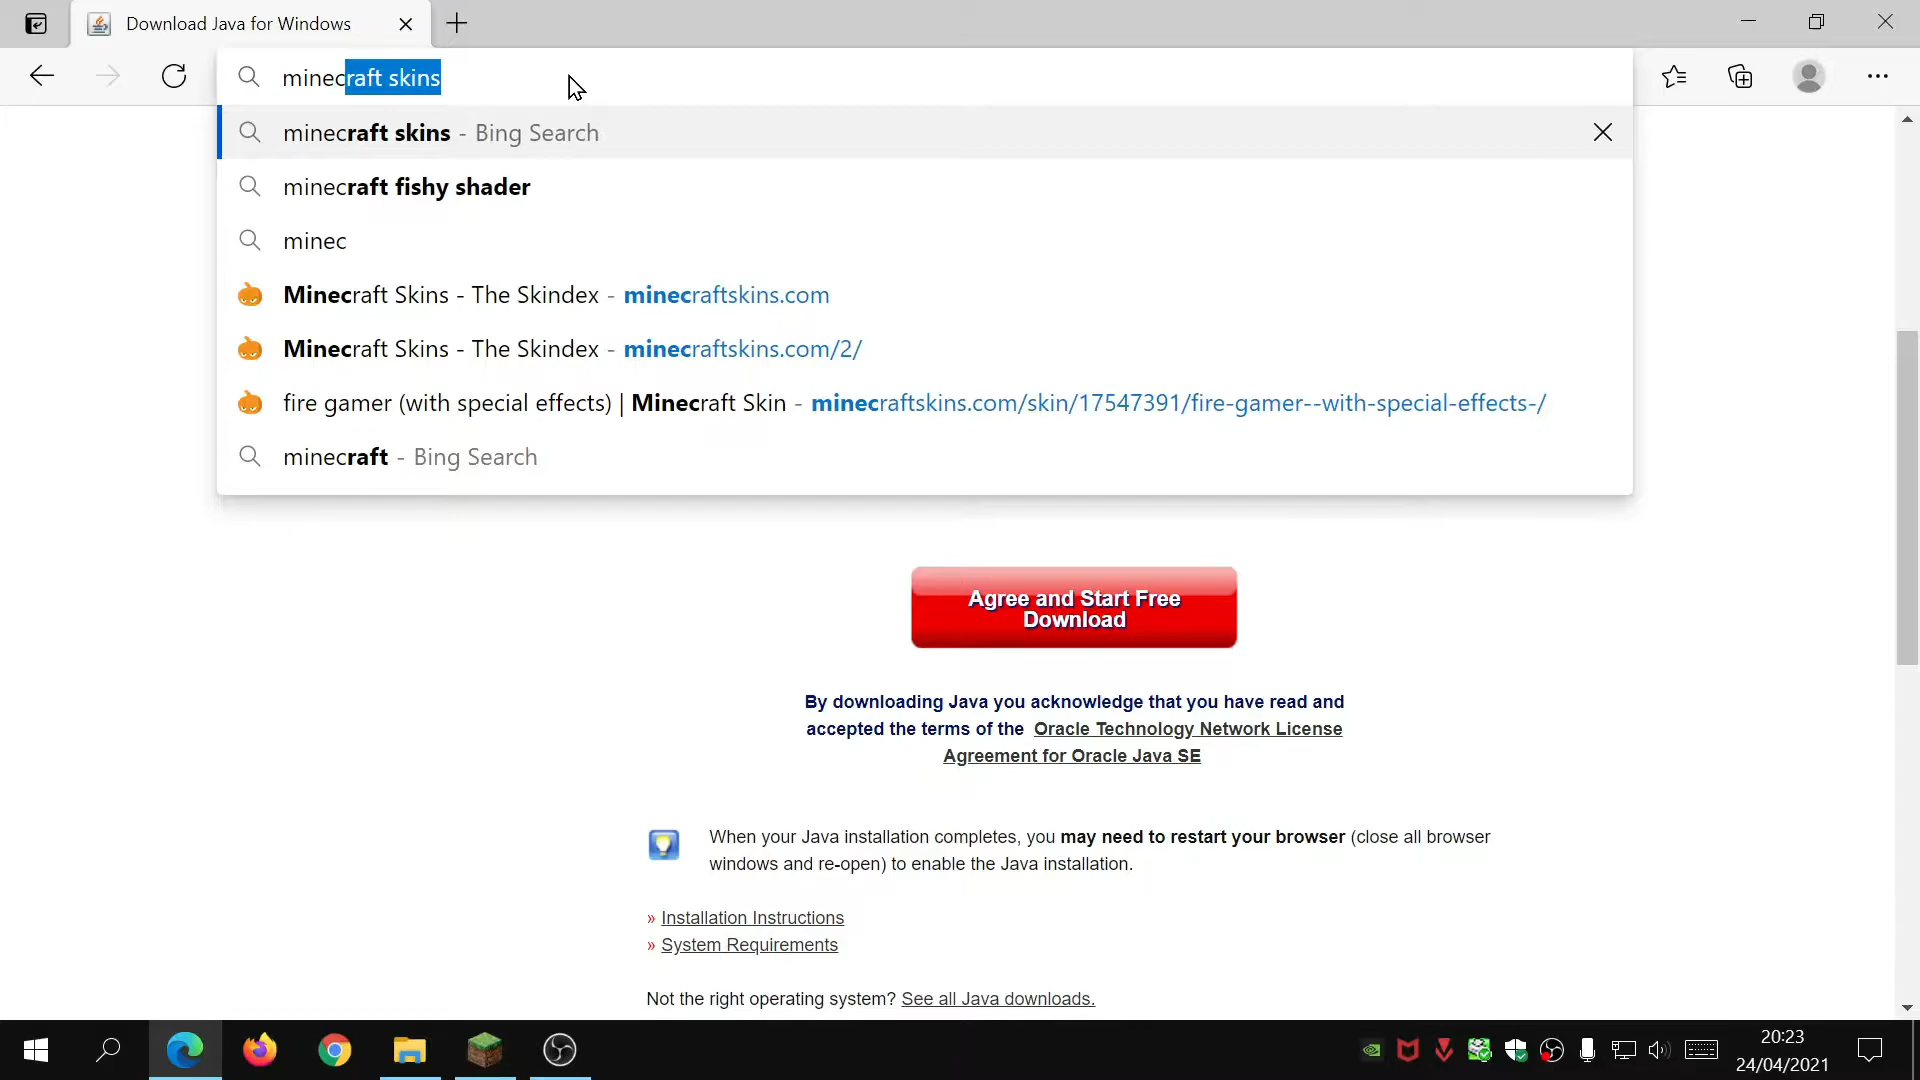 Download Java for Windows
minecraft skins
minecraft skins - Bing Search
minecraft fishy shader
minec
Minecraft Skins - The Skindex - minecraftskins.com
Minecraft Skins - The Skindex - minecraftskins.com/2/
fire gamer (with special effects) | Minecraft Skin - minecraftskins.com/skin/17547391/fire-gamer--with-special-effects-/
minecraft - Bing Search
Agree and Start Free
Download
By downloading Java you acknowledge that you have read and
accepted the terms of the Oracle Technology Network License
Agreement for Oracle Java SE
When your Java installation completes, you may need to restart your browser (close all browser
windows and re-open) to enable the Java installation.
» Installation Instructions
» System Requirements
Not the right operating system? See all Java downloads.
20:23
24/04/2021